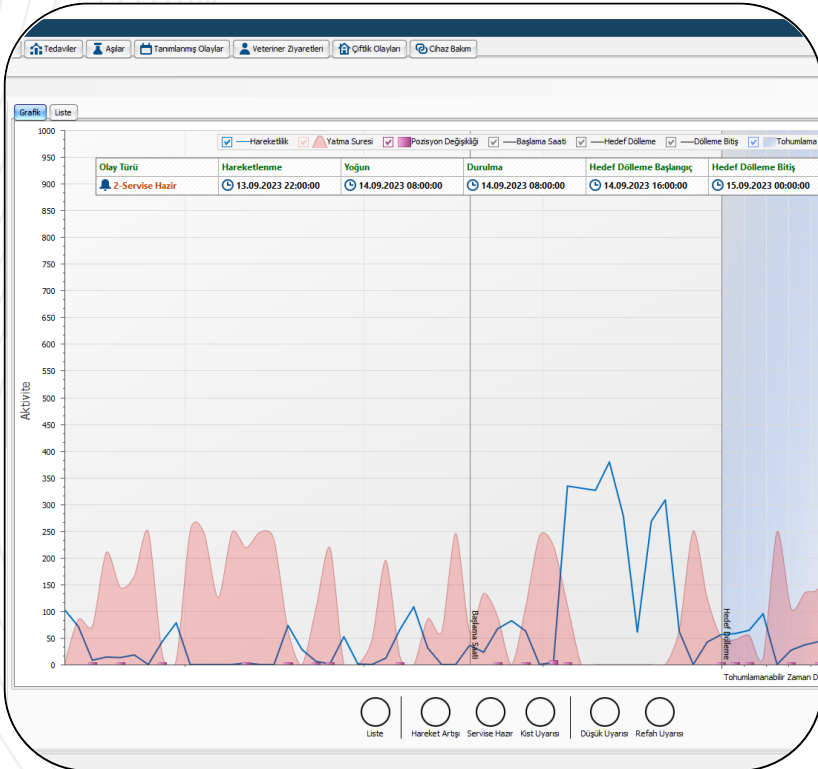 Tedaviler Aşılar Tanımlanmış Olaylar Veteriner Ziyaretleri Çiftlik Olayları Cihaz Bakım
Grafik Liste
Hareketlilik Yatma Suresi Pozisyon Değişikliği Başlama Saati Hedef Dölleme Dölleme Bitiş Tohumlama
Olay Türü Hareketlenme Yoğun Durulma Hedef Dölleme Başlangıç Hedef Dölleme Bitiş
2-Servise Hazir 13.09.2023 22:00:00 14.09.2023 08:00:00 14.09.2023 08:00:00 14.09.2023 16:00:00 15.09.2023 00:00:00
1000
950
900
850
800
750
700
650
600
550
500
450
400
350
300
250
200
150
100
50
0
Aktivite
Başlama Saati
Hedef Dölleme
Tohumlamanabilir Zaman D
Liste Hareket Artışı Servise Hazır Kist Uyarısı Düşük Uyarısı Refah Uyarısı